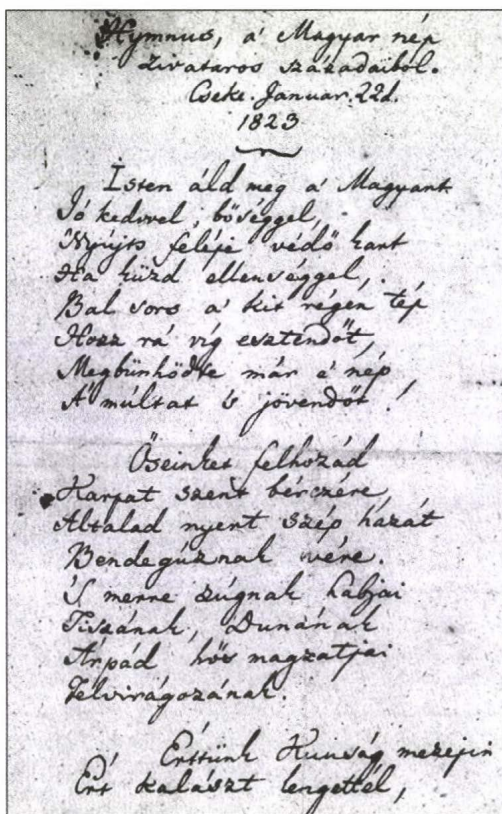 Hymnus, a' Magyar nép
zivataros századaiból.
Cseke. Januar. 22d.
1823
Isten áld meg a' Magyart
Jó kedvvel, bőséggel,
Nyújts feléje védő kart
Ha küzd ellenséggel,
Bal sors a' kit régen tép
Hozz rá víg esztendőt,
Megbünhödte már e' nép
A' múltat 's jövendőt!
Őseinket felhozád
Kárpat szent bérczére,
Általad nyert szép hazát
Bendegúznak vére.
'S merre zúgnak habjai
Tiszának, Dunának
Árpád hős magzatjai
Felvirágozának.
Értünk Kunság mezejin
Ért kalászt lengettél,